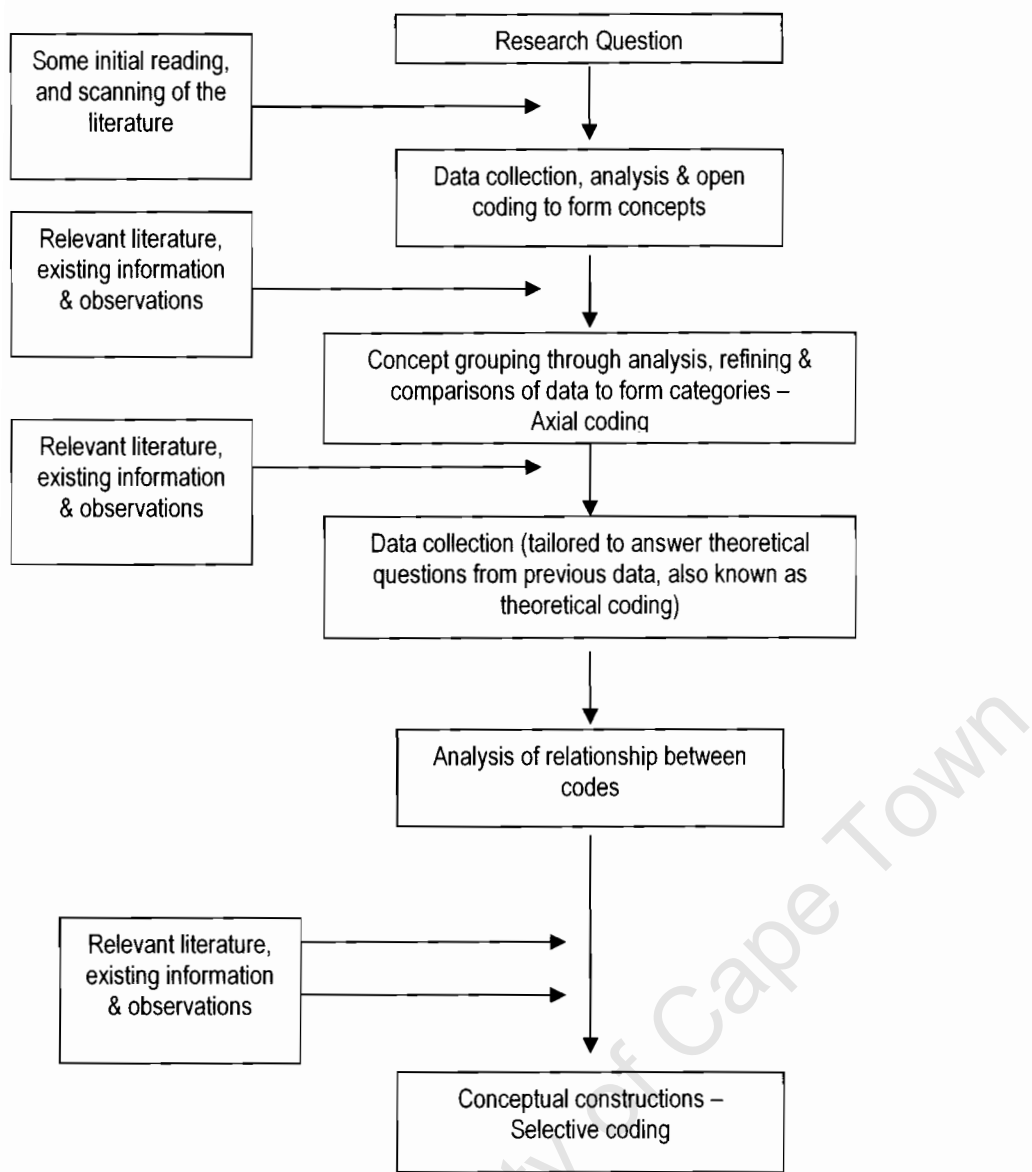 Research Question
Some initial reading,
and scanning of the
literature
Data collection, analysis & open
coding to form concepts
Relevant literature,
existing information
& observations
Concept grouping through analysis, refining &
comparisons of data to form categories –
Axial coding
Relevant literature,
existing information
& observations
Data collection (tailored to answer theoretical
questions from previous data, also known as
theoretical coding)
Analysis of relationship between
codes
Relevant literature,
existing information
& observations
Conceptual constructions –
Selective coding
of Cape Town